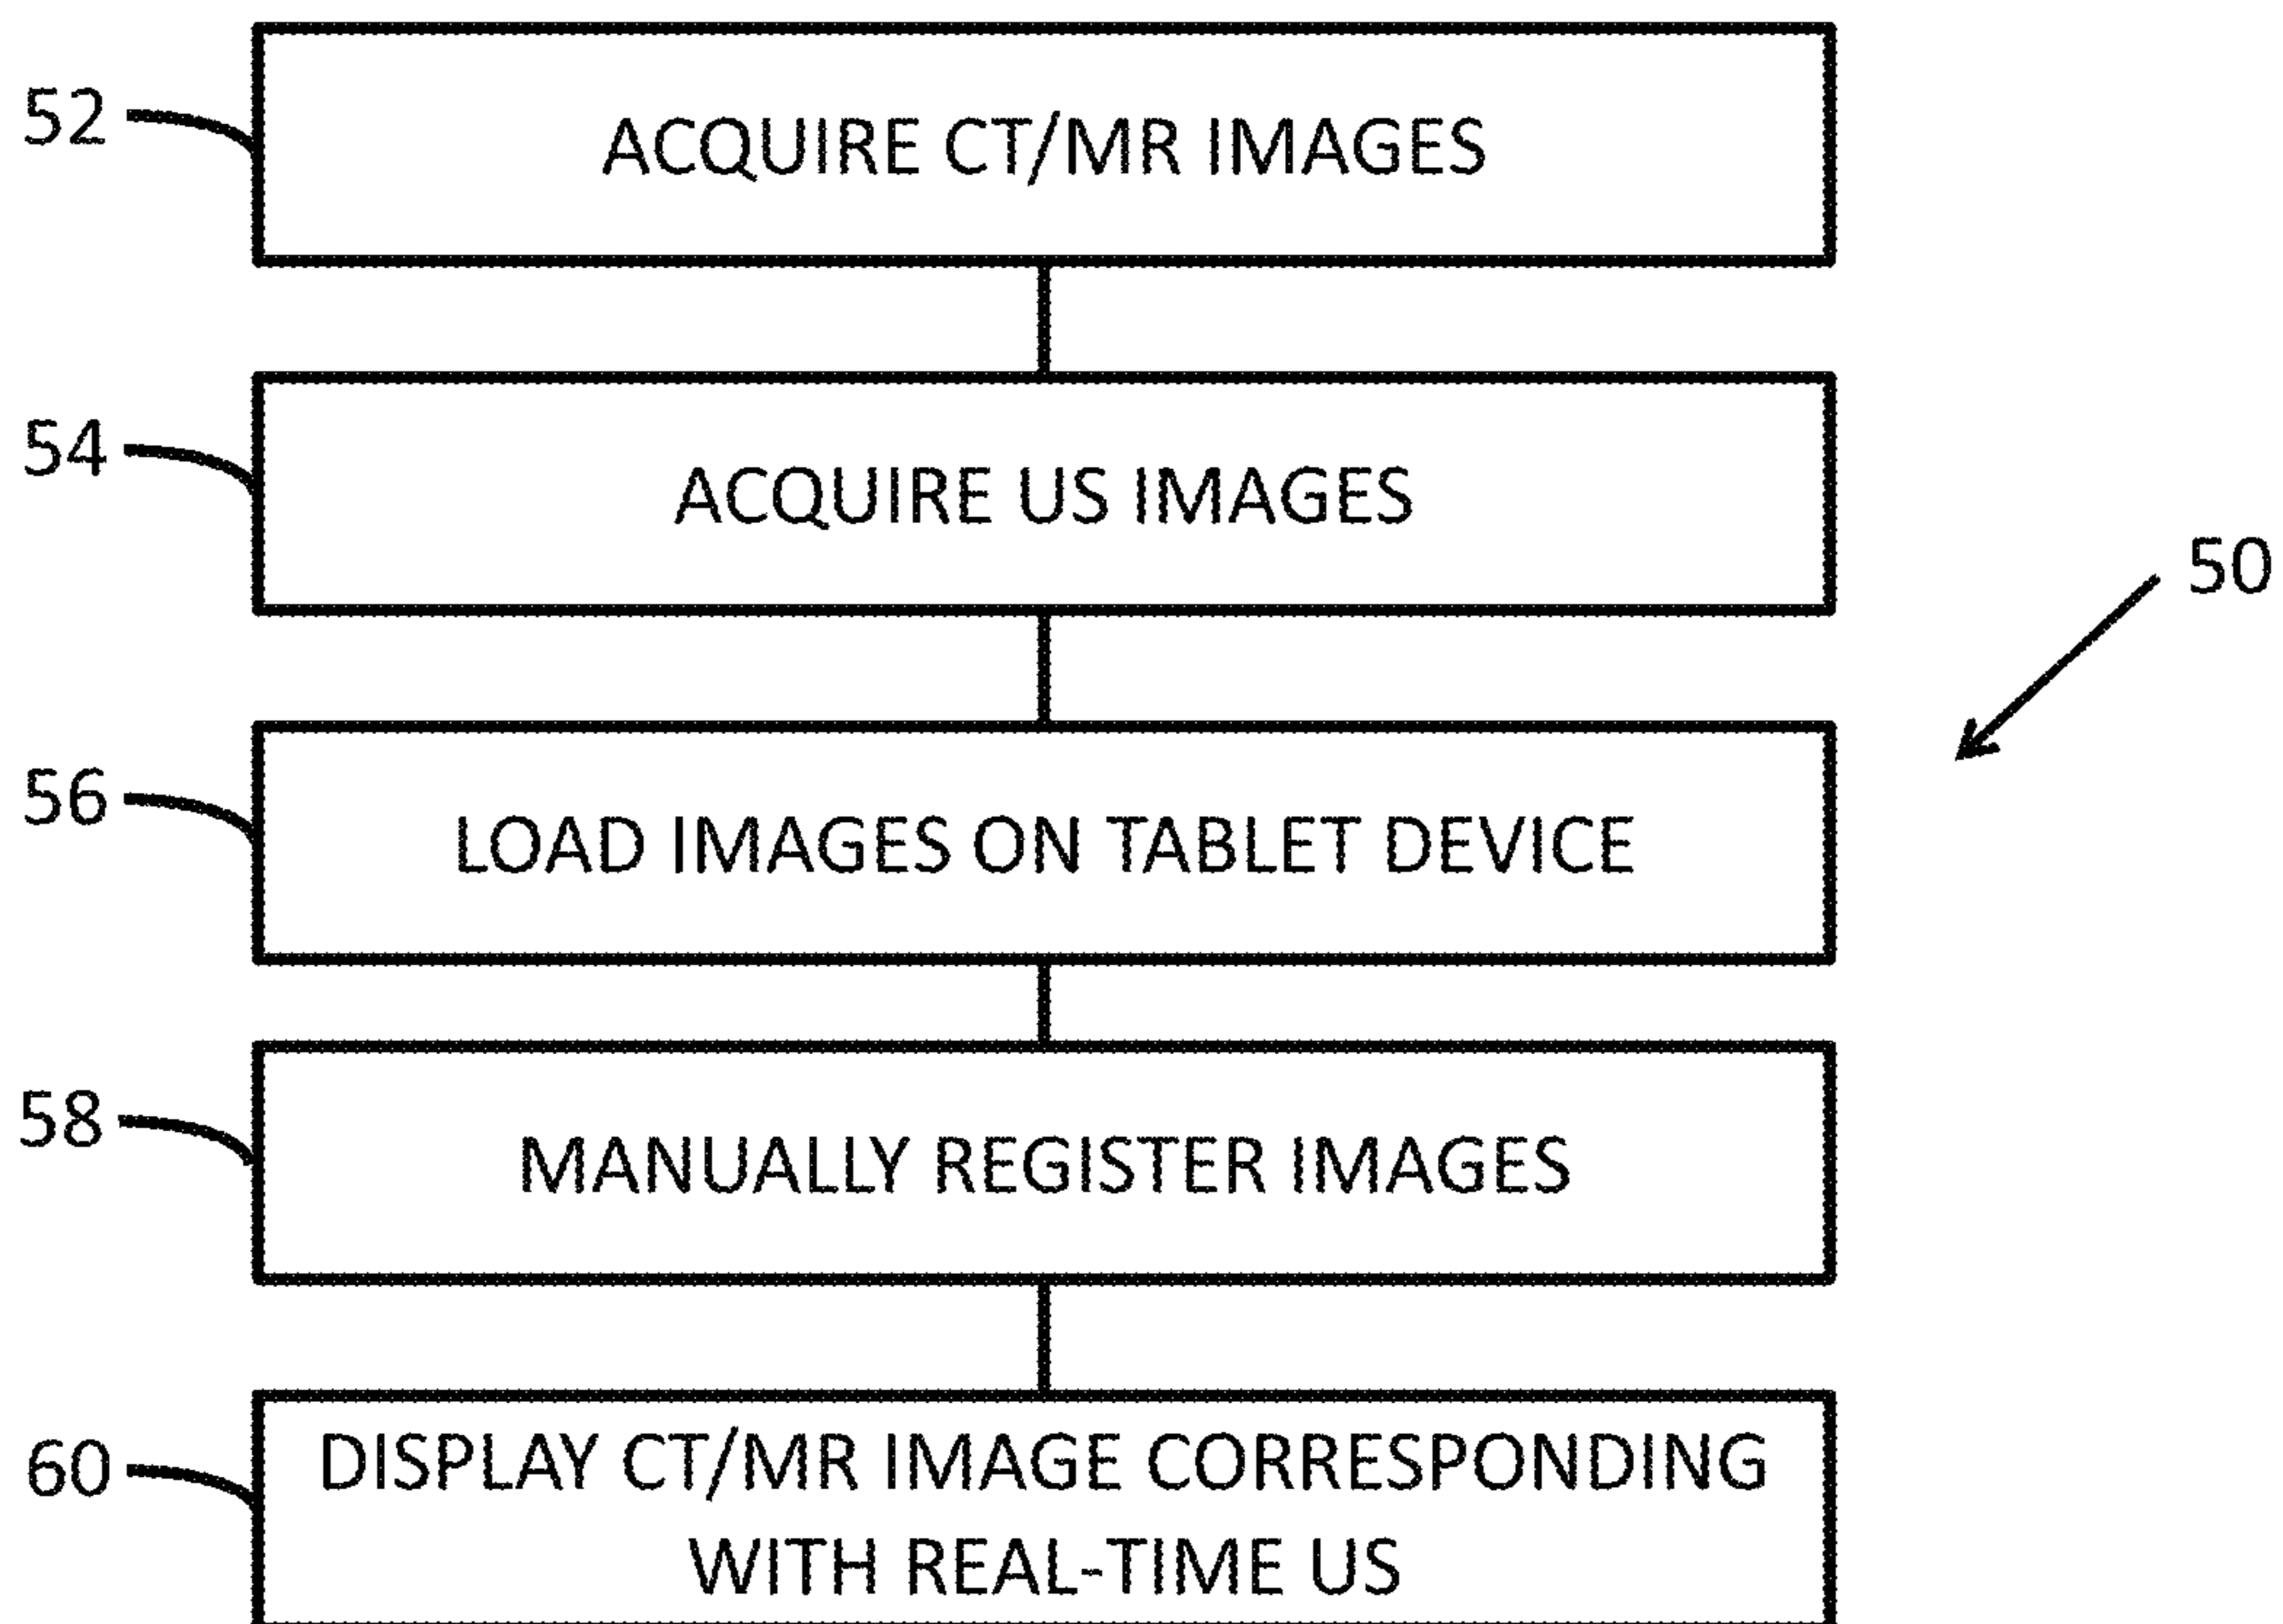 52
ACQUIRE CT/MR IMAGES
54
ACQUIRE US IMAGES
50
56
LOAD IMAGES ON TABLET DEVICE
58
MANUALLY REGISTER IMAGES
60
DISPLAY CT/MR IMAGE CORRESPONDING
WITH REAL-TIME US